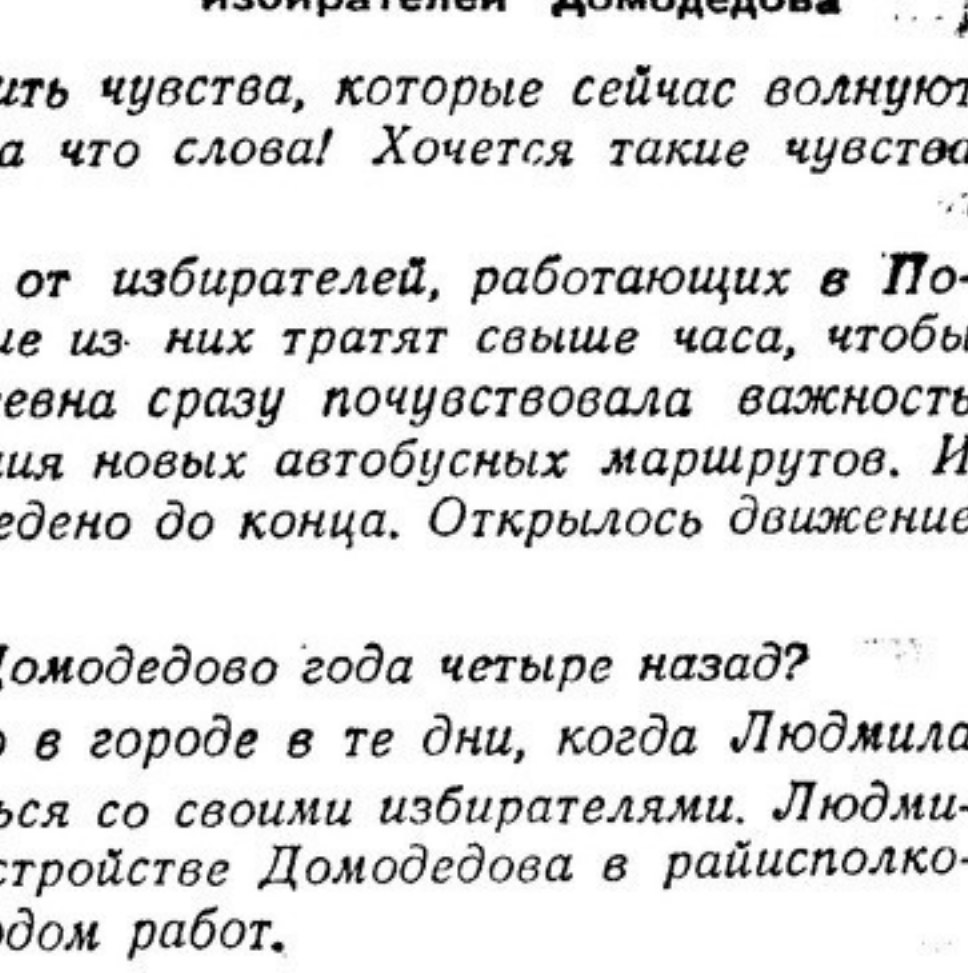 избирателей Домодедова
ить чувства, которые сейчас волнуют
а что слова! Хочется такие чувства
от избирателей, работающих в По-
ие из них тратят свыше часа, чтобы
евна сразу почувствовала важность
ния новых автобусных маршрутов. И
едено до конца. Открылось движение
Домодедово года четыре назад?
о в городе в те дни, когда Людмила
ься со своими избирателями. Людми-
стройстве Домодедова в райисполко-
одом работ.